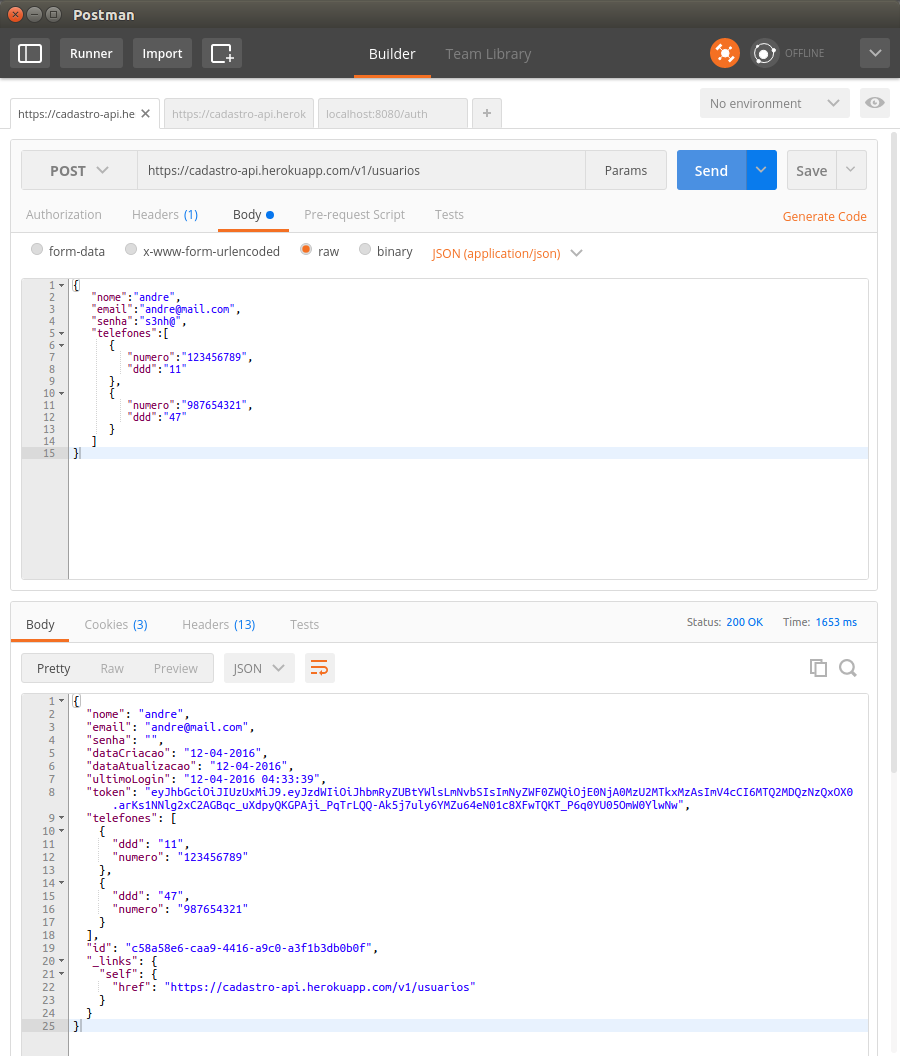 Postman
Runner Import Builder Team Library OFFLINE
https://cadastro-api.he https://cadastro-api.herok localhost:8080/auth + No environment
POST https://cadastro-api.herokuapp.com/v1/usuarios Params Send Save
Authorization Headers (1) Body Pre-request Script Tests Generate Code
form-data x-www-form-urlencoded raw binary JSON (application/json)
1 {
2 "nome":"andre",
3 "email":"andre@mail.com",
4 "senha":"s3nh@",
5 "telefones":[
6 {
7 "numero":"123456789",
8 "ddd":"11"
9 },
10 {
11 "numero":"987654321",
12 "ddd":"47"
13 }
14 ]
15 }
Body Cookies (3) Headers (13) Tests Status: 200 OK Time: 1653 ms
Pretty Raw Preview JSON
1 {
2 "nome": "andre",
3 "email": "andre@mail.com",
4 "senha": "",
5 "dataCriacao": "12-04-2016",
6 "dataAtualizacao": "12-04-2016",
7 "ultimoLogin": "12-04-2016 04:33:39",
8 "token": "eyJhbGciOiJIUzUxMiJ9.eyJzdWIiOiJhbmRyZUBtYWlsLmNvbSIsImNyZWF0ZWQiOjE0NjA0MzU2MTkxMzAsImV4cCI6MTQ2MDQzNzQxOX0
.arKs1NNlg2xC2AGBqc_uXdpyQKGPAji_PqTrLQQ-Ak5j7uly6YMZu64eN01c8XFwTQKT_P6q0YU05OmW0YlwNw",
9 "telefones": [
10 {
11 "ddd": "11",
12 "numero": "123456789"
13 },
14 {
15 "ddd": "47",
16 "numero": "987654321"
17 }
18 ],
19 "id": "c58a58e6-caa9-4416-a9c0-a3f1b3db0b0f",
20 "_links": {
21 "self": {
22 "href": "https://cadastro-api.herokuapp.com/v1/usuarios"
23 }
24 }
25 }